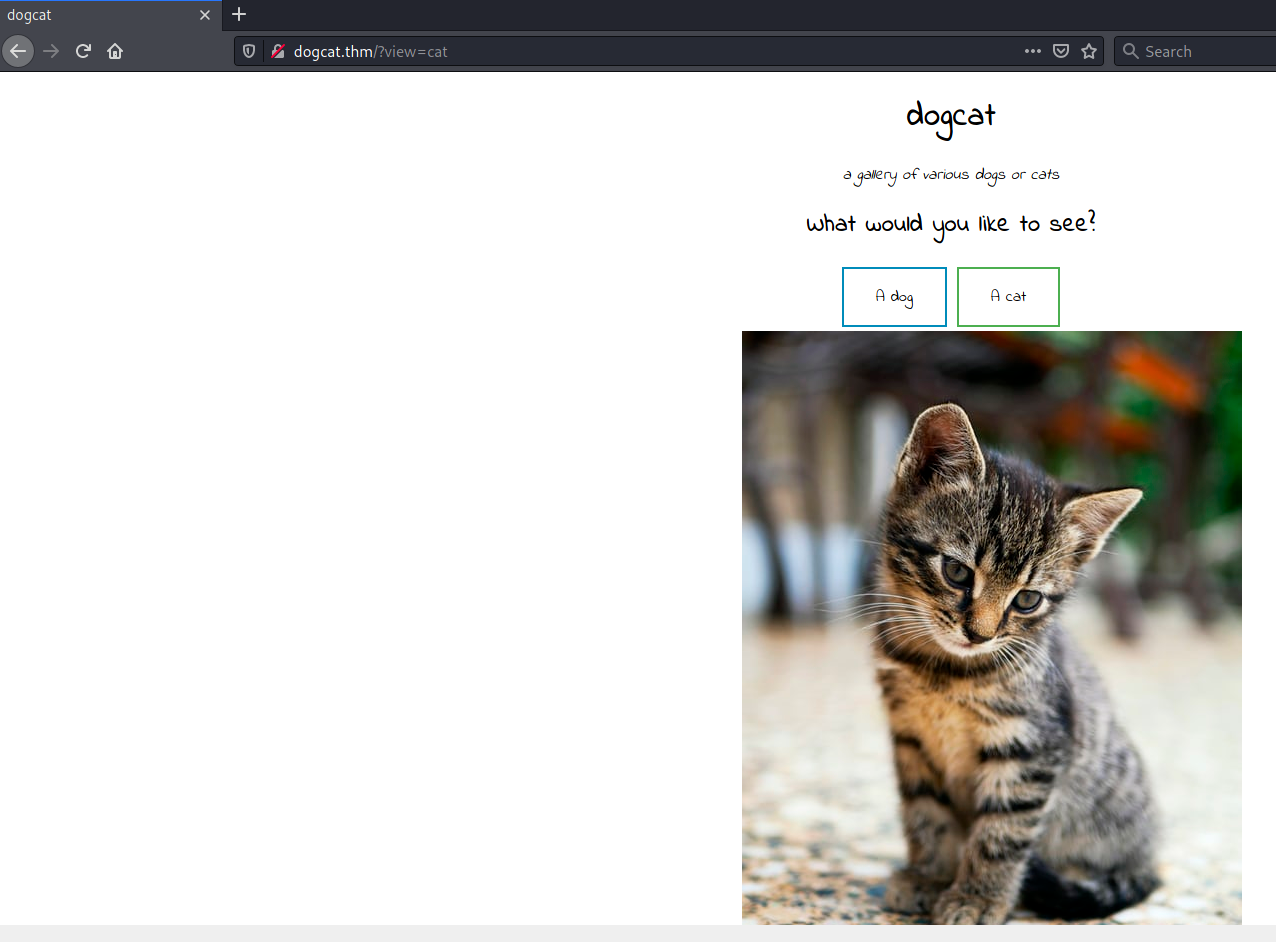 dogcat
dogcat.thm/?view=cat
Search
dogcat
a gallery of various dogs or cats
What would you like to see?
A dog
A cat